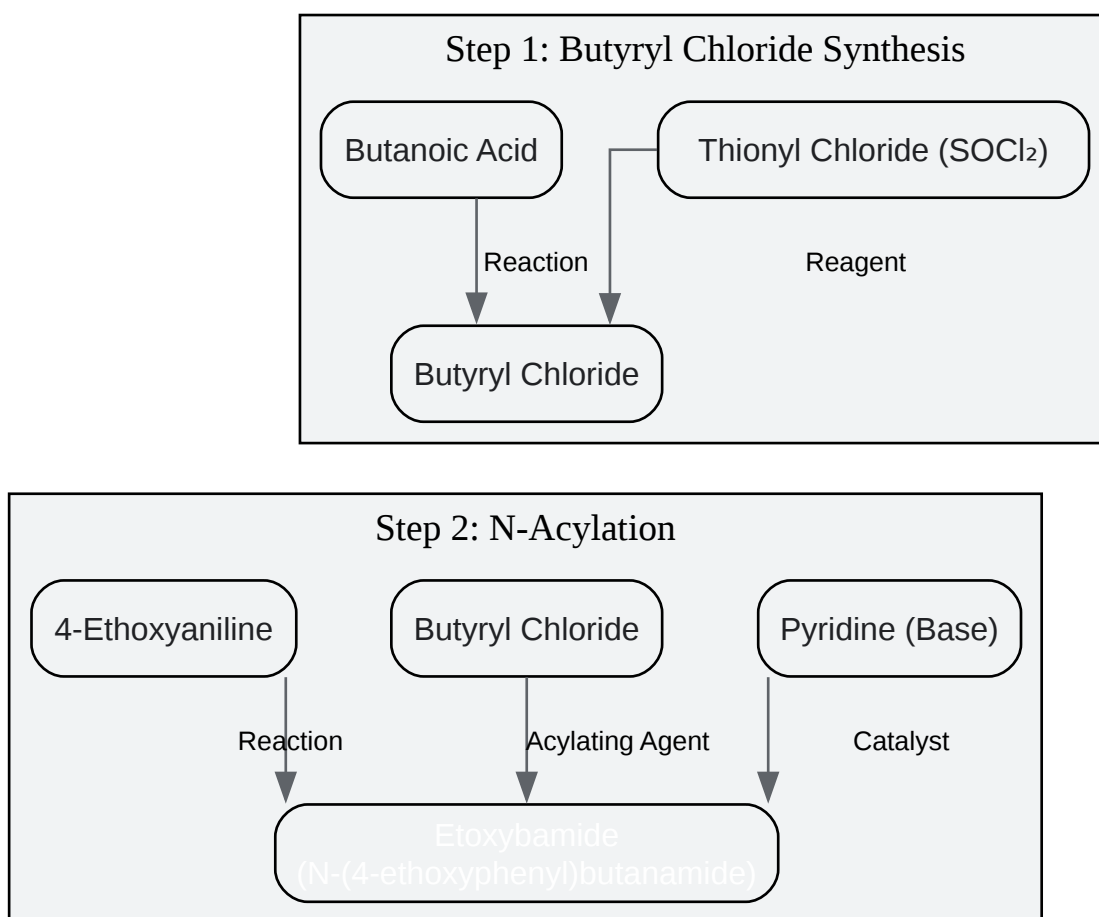 Step 1: Butyryl Chloride Synthesis
Butanoic Acid
Thionyl Chloride (SOCl₂)
Reaction
Reagent
Butyryl Chloride
Step 2: N-Acylation
4-Ethoxyaniline
Butyryl Chloride
Pyridine (Base)
Reaction
Acylating Agent
Catalyst
Etoxybamide
(N-(4-ethoxyphenyl)butanamide)